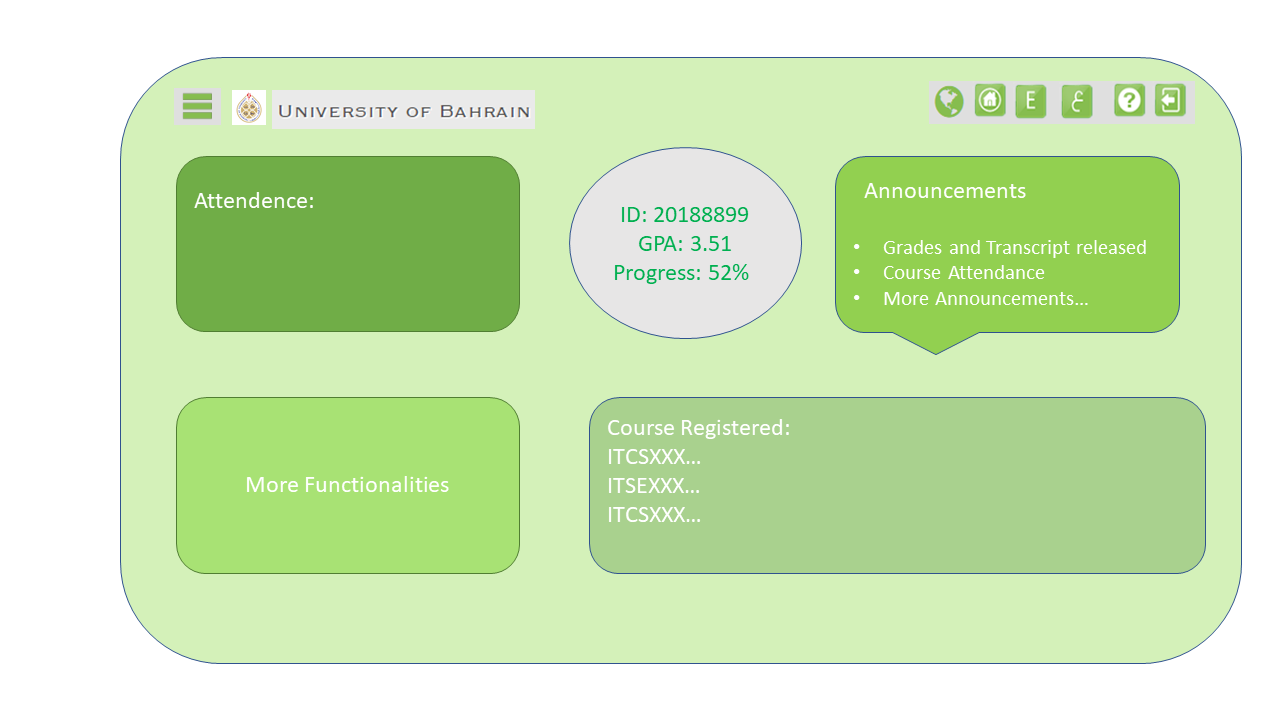 UNIVERSITY OF BAHRAIN
E
ع
?
Attendence:
ID: 20188899
GPA: 3.51
Progress: 52%
Announcements
• Grades and Transcript released
• Course Attendance
• More Announcements...
More Functionalities
Course Registered:
ITCSXXX...
ITSEXXX...
ITCSXXX...